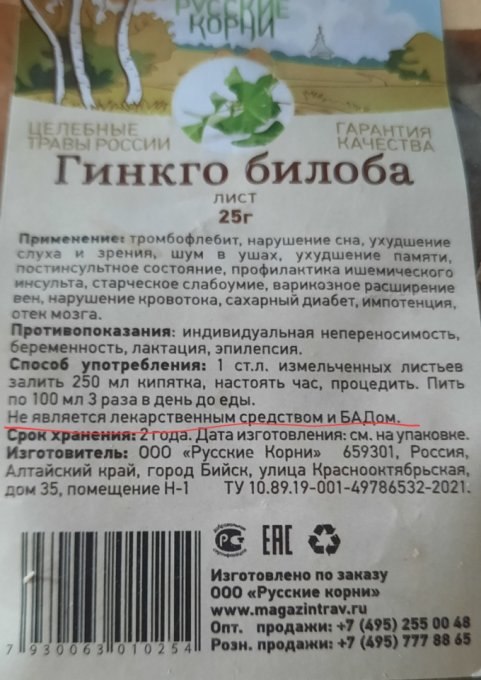 РУССКИЕ
КОРНИ
ЦЕЛЕБНЫЕ
ТРАВЫ РОССИИ
ГАРАНТИЯ
КАЧЕСТВА
Гинкго билоба
ЛИСТ
25г
Применение: тромбофлебит, нарушение сна, ухудшение
слуха и зрения, шум в ушах, ухудшение памяти,
постинсультное состояние, профилактика ишемического
инсульта, старческое слабоумие, варикозное расширение
вен, нарушение кровотока, сахарный диабет, импотенция,
отек мозга.
Противопоказания: индивидуальная непереносимость,
беременность, лактация, эпилепсия.
Способ употребления: 1 ст.л. измельченных листьев
залить 250 мл кипятка, настоять час, процедить. Пить
по 100 мл 3 раза в день до еды.
Не является лекарственным средством и БАДом.
Срок хранения: 2 года. Дата изготовления: см. на упаковке.
Изготовитель: ООО «Русские Корни» 659301, Россия,
Алтайский край, город Бийск, улица Краснооктябрьская,
дом 35, помещение Н-1 ТУ 10.89.19-001-49786532-2021.
добровольная
сертификация
ЕАС
Изготовлено по заказу
ООО «Русские корни»
www.magazintrav.ru
Опт. продажи: +7 (495) 255 00 48
Розн. продажи: +7 (495) 777 88 65
7 930063 010254